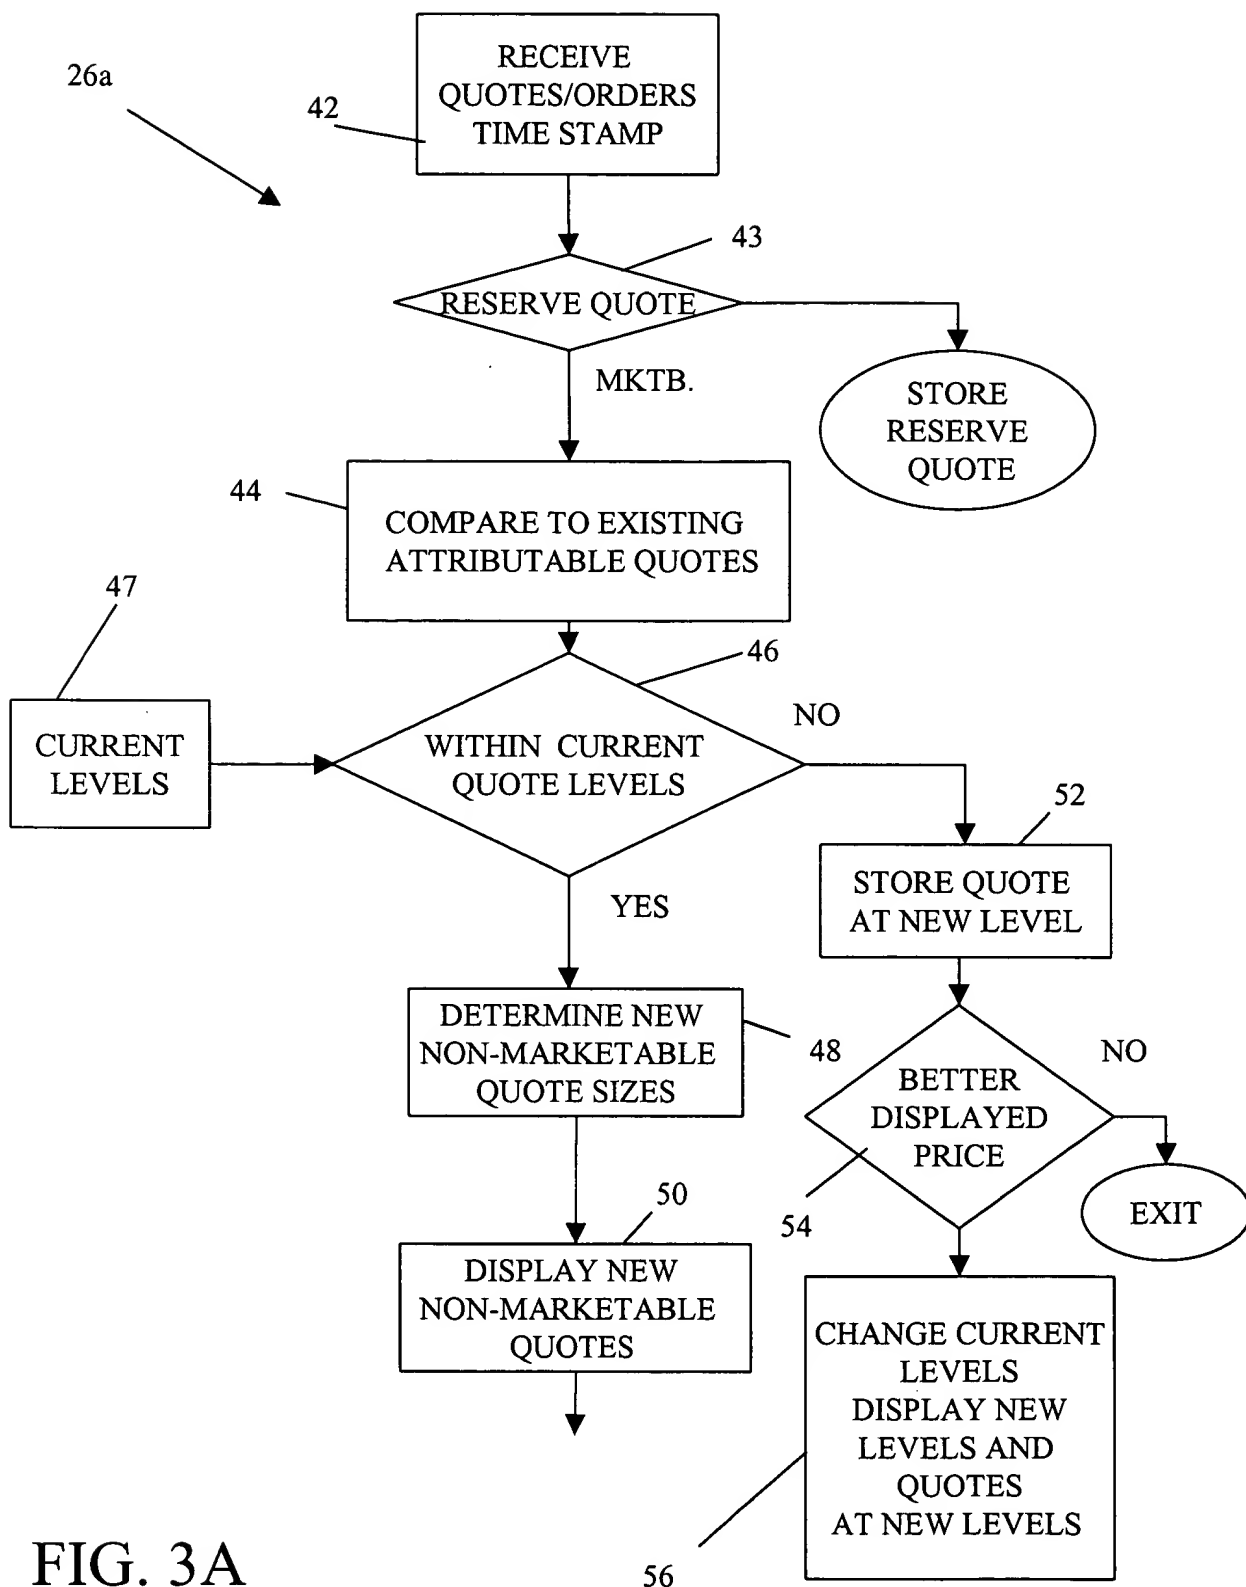 26a
RECEIVE
QUOTES/ORDERS
TIME STAMP
42
43
RESERVE QUOTE
MKTB.
STORE
RESERVE
QUOTE
44
COMPARE TO EXISTING
ATTRIBUTABLE QUOTES
47
46
CURRENT
LEVELS
WITHIN CURRENT
QUOTE LEVELS
NO
YES
52
STORE QUOTE
AT NEW LEVEL
DETERMINE NEW
NON-MARKETABLE
QUOTE SIZES
48
BETTER
DISPLAYED
PRICE
NO
54
EXIT
50
DISPLAY NEW
NON-MARKETABLE
QUOTES
CHANGE CURRENT
LEVELS
DISPLAY NEW
LEVELS AND
QUOTES
AT NEW LEVELS
56
FIG. 3A